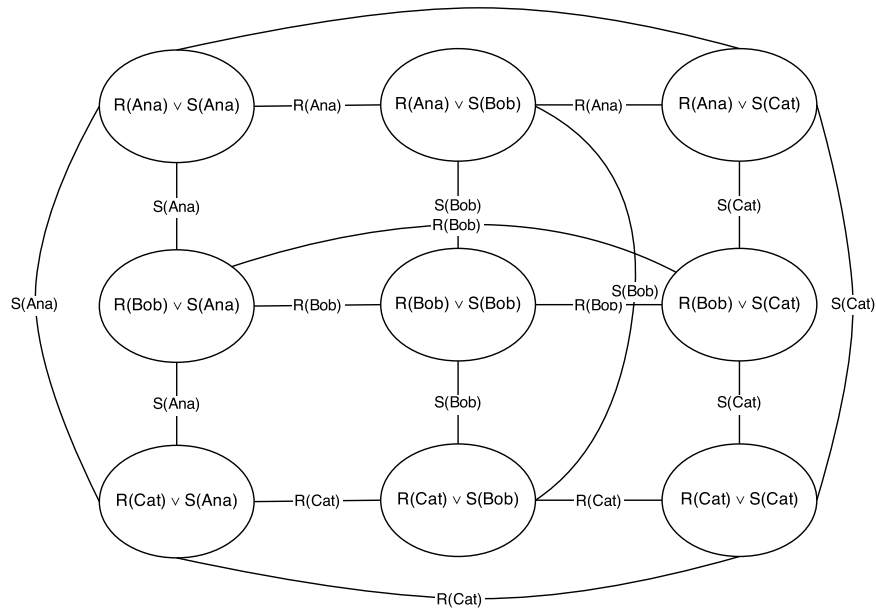 R(Ana) ∨ S(Ana)
R(Ana)
R(Ana) ∨ S(Bob)
R(Ana)
R(Ana) ∨ S(Cat)
S(Ana)
S(Bob)
S(Cat)
R(Bob)
S(Ana)
R(Bob) ∨ S(Ana)
R(Bob)
R(Bob) ∨ S(Bob)
R(Bob)
S(Bob)
R(Bob) ∨ S(Cat)
S(Cat)
S(Ana)
S(Bob)
S(Cat)
R(Cat) ∨ S(Ana)
R(Cat)
R(Cat) ∨ S(Bob)
R(Cat)
R(Cat) ∨ S(Cat)
R(Cat)